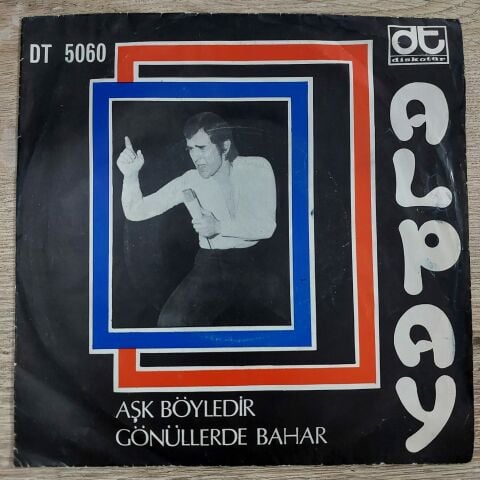 DT 5060
dt
diskotür
ALPAY
AŞK BÖYLEDİR
GÖNÜLLERDE BAHAR